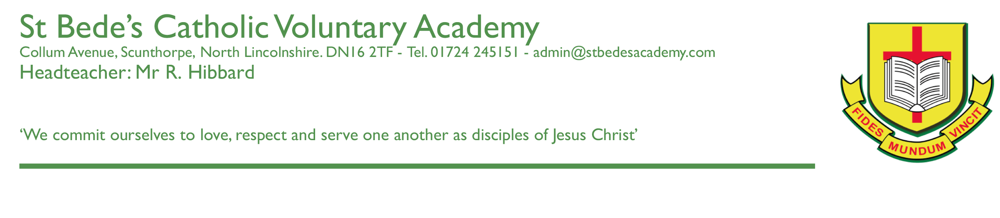 St Bede’s Catholic Voluntary Academy
Collum Avenue, Scunthorpe, North Lincolnshire. DN16 2TF - Tel. 01724 245151 - admin@stbedesacademy.com
Headteacher: Mr R. Hibbard
‘We commit ourselves to love, respect and serve one another as disciples of Jesus Christ’
FIDES MUNDUM VINCIT